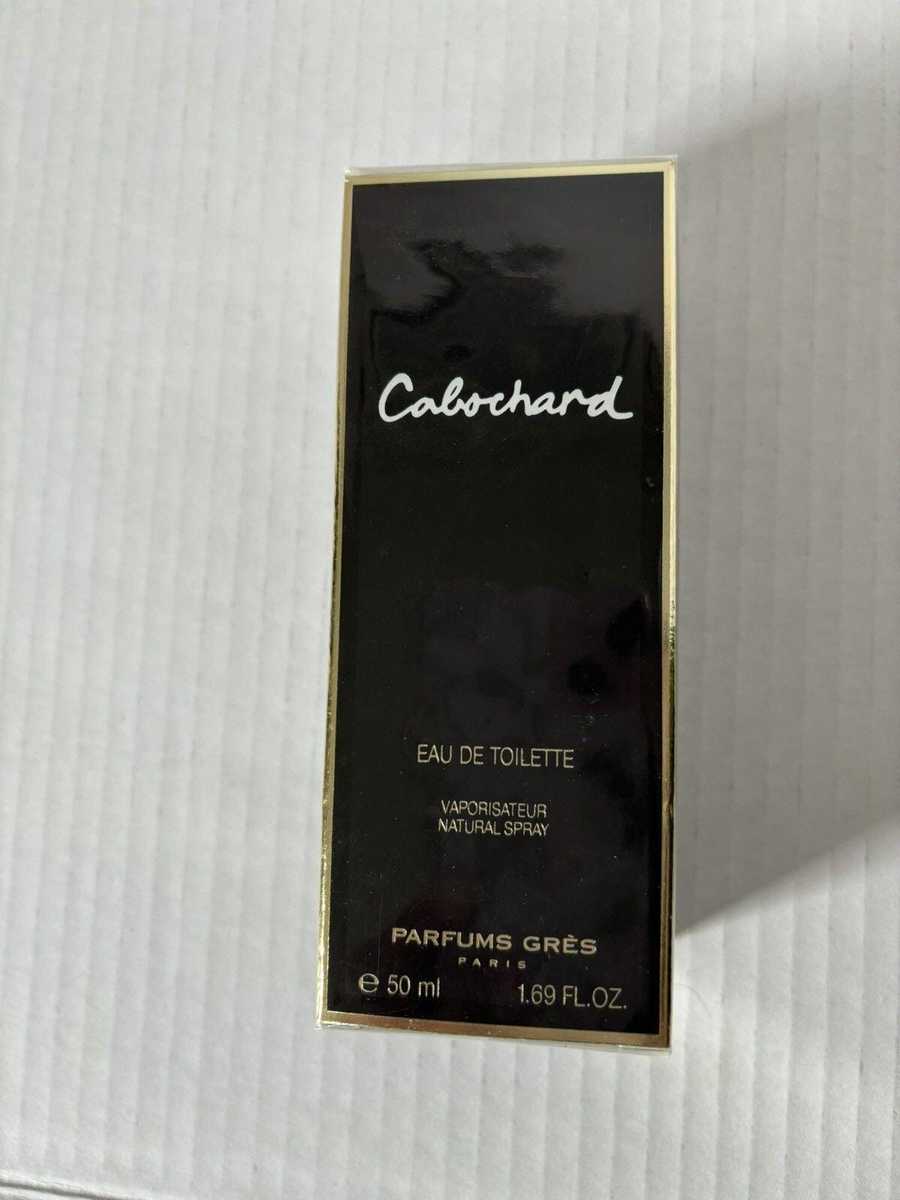 Cabochard
EAU DE TOILETTE
VAPORISATEUR
NATURAL SPRAY
PARFUMS GRÈS
PARIS
℮ 50 ml 1.69 FL.OZ.